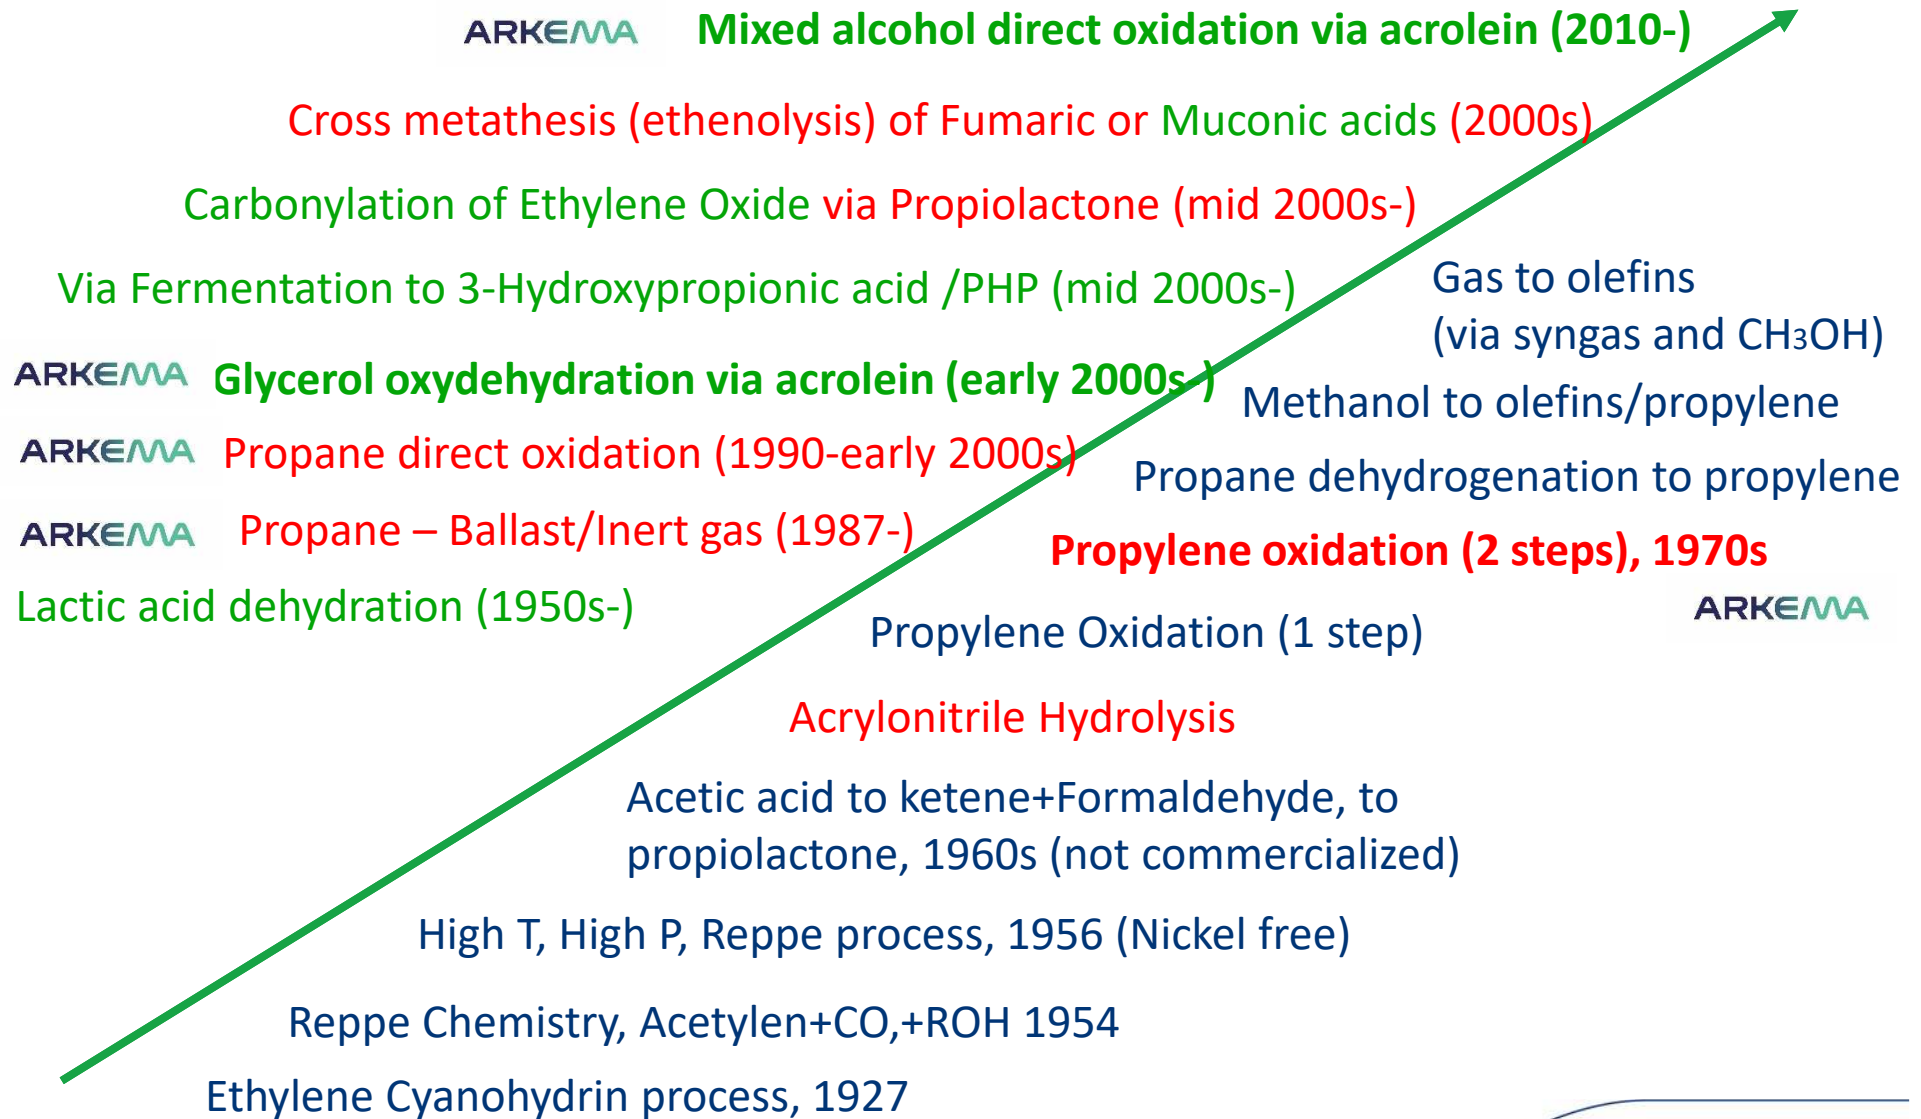 ARKEMA Mixed alcohol direct oxidation via acrolein (2010-)
Cross metathesis (ethenolysis) of Fumaric or Muconic acids (2000s)
Carbonylation of Ethylene Oxide via Propiolactone (mid 2000s-)
Via Fermentation to 3-Hydroxypropionic acid /PHP (mid 2000s-)
ARKEMA Glycerol oxydehydration via acrolein (early 2000s-)
ARKEMA Propane direct oxidation (1990-early 2000s)
ARKEMA Propane – Ballast/Inert gas (1987-)
Lactic acid dehydration (1950s-)
Gas to olefins
(via syngas and CH3OH)
Methanol to olefins/propylene
Propane dehydrogenation to propylene
Propylene oxidation (2 steps), 1970s
ARKEMA
Propylene Oxidation (1 step)
Acrylonitrile Hydrolysis
Acetic acid to ketene+Formaldehyde, to
propiolactone, 1960s (not commercialized)
High T, High P, Reppe process, 1956 (Nickel free)
Reppe Chemistry, Acetylen+CO,+ROH 1954
Ethylene Cyanohydrin process, 1927